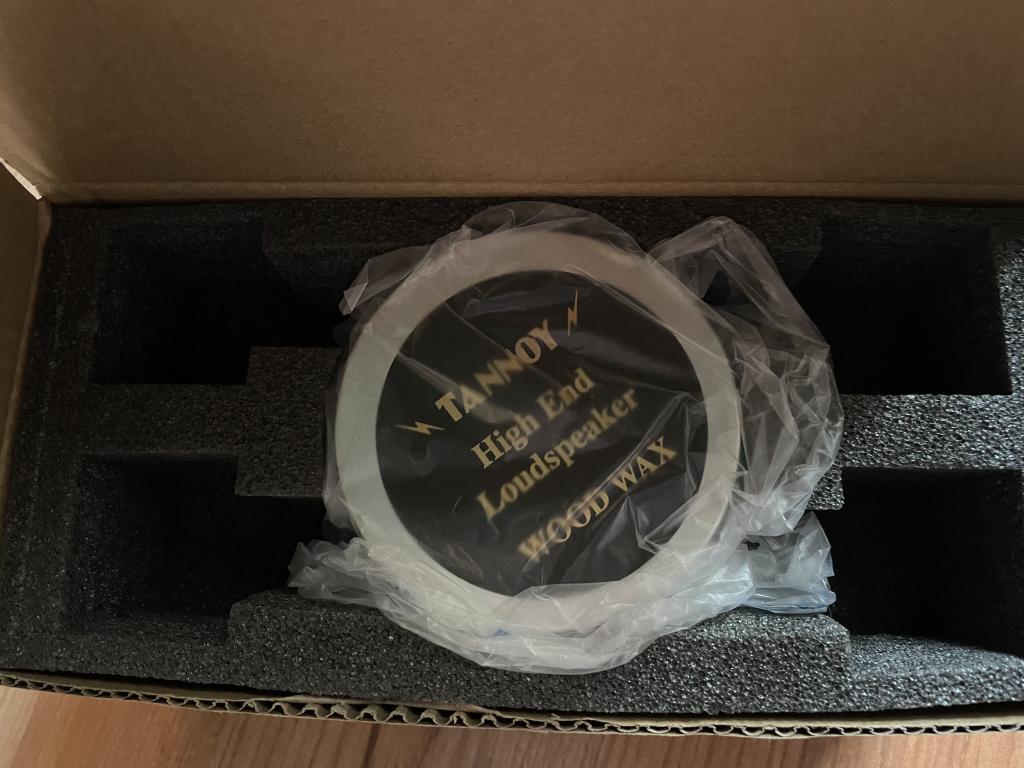 TANNOY
High End
Loudspeaker
WOOD WAX